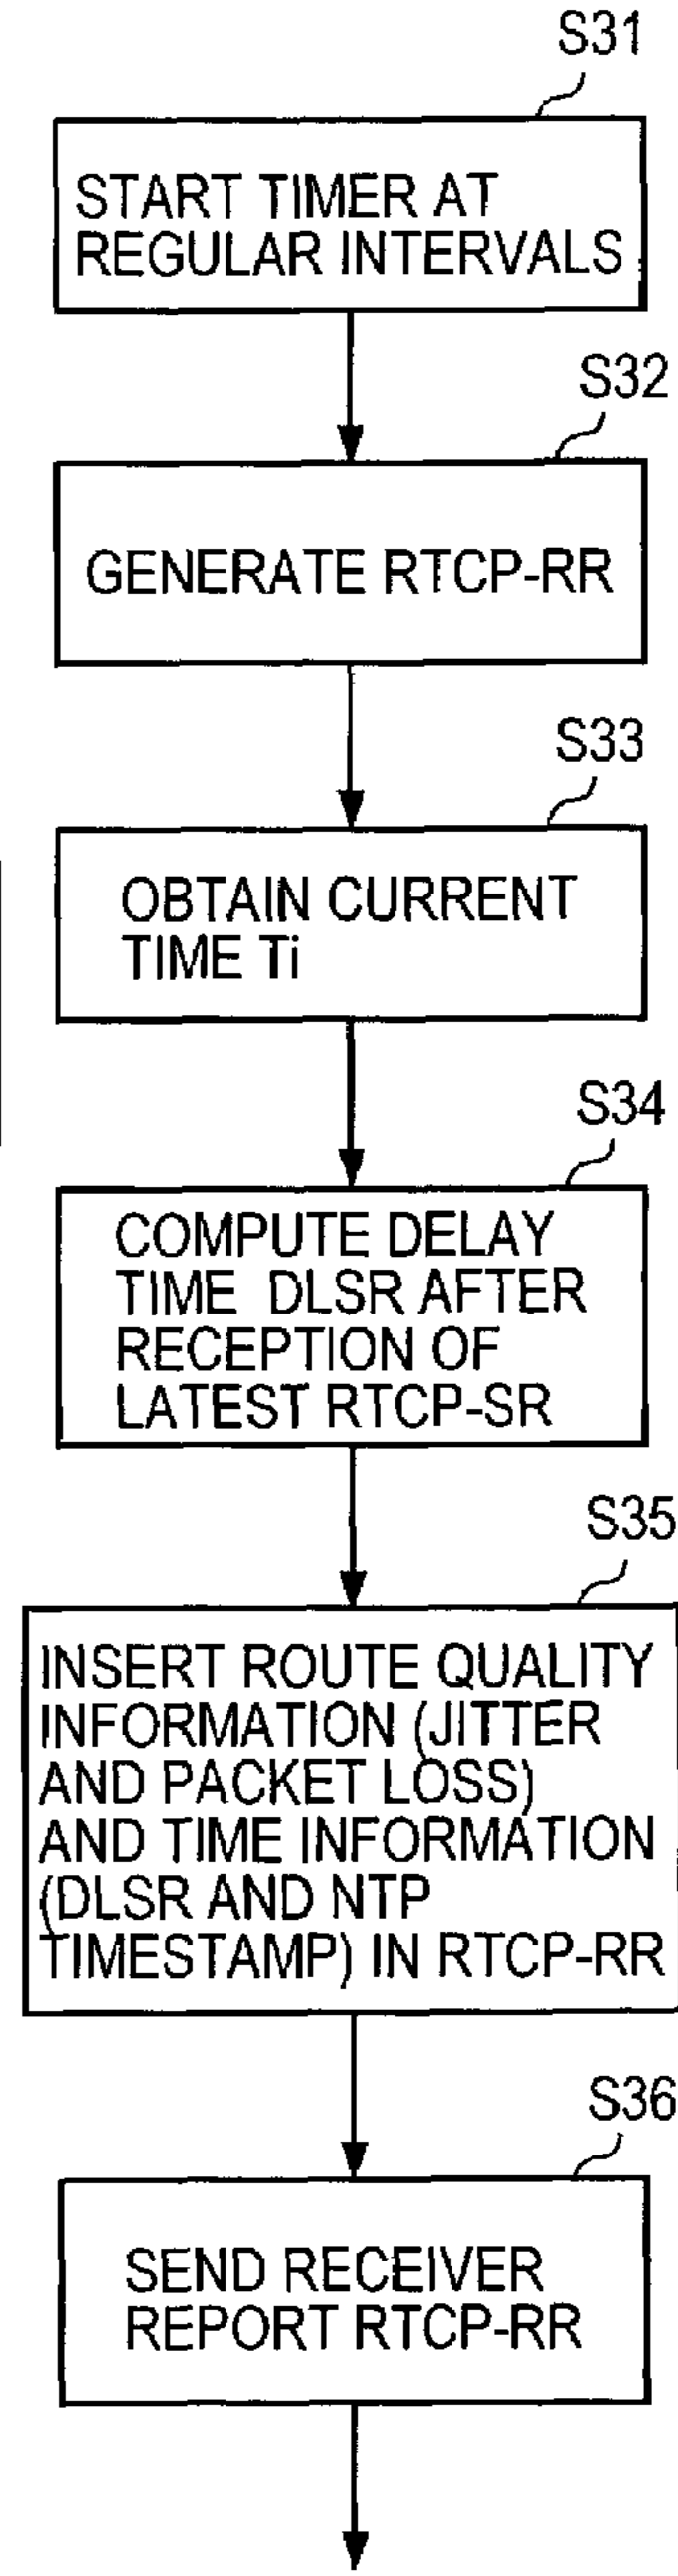 S31
START TIMER AT
REGULAR INTERVALS
S32
GENERATE RTCP-RR
S33
OBTAIN CURRENT
TIME Ti
S34
COMPUTE DELAY
TIME DLSR AFTER
RECEPTION OF
LATEST RTCP-SR
S35
INSERT ROUTE QUALITY
INFORMATION (JITTER
AND PACKET LOSS)
AND TIME INFORMATION
(DLSR AND NTP
TIMESTAMP) IN RTCP-RR
S36
SEND RECEIVER
REPORT RTCP-RR